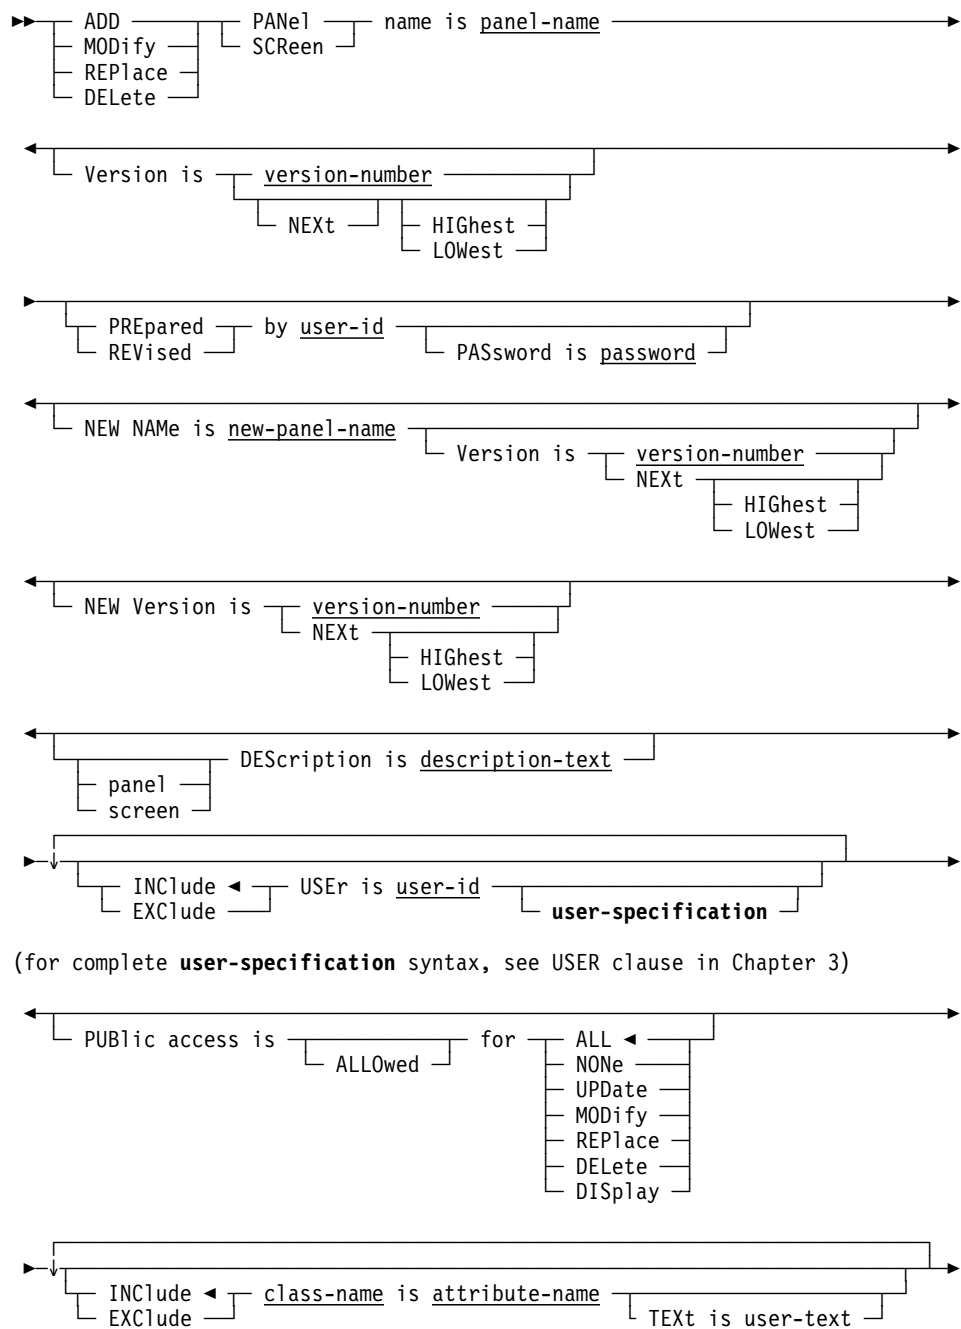 ADD PANel name is panel-name
MODify SCReen
REPlace
DELete
Version is version-number
NEXt HIGhest
LOWest
PREpared by user-id
REVised PASsword is password
NEW NAMe is new-panel-name
Version is version-number
NEXt
HIGhest
LOWest
NEW Version is version-number
NEXt
HIGhest
LOWest
DEScription is description-text
panel
screen
INClude USEr is user-id
EXClude user-specification
(for complete user-specification syntax, see USER clause in Chapter 3)
PUBlic access is for ALL
ALLOwed NONe
UPDate
MODify
REPlace
DELete
DISplay
INClude class-name is attribute-name
EXClude TEXt is user-text